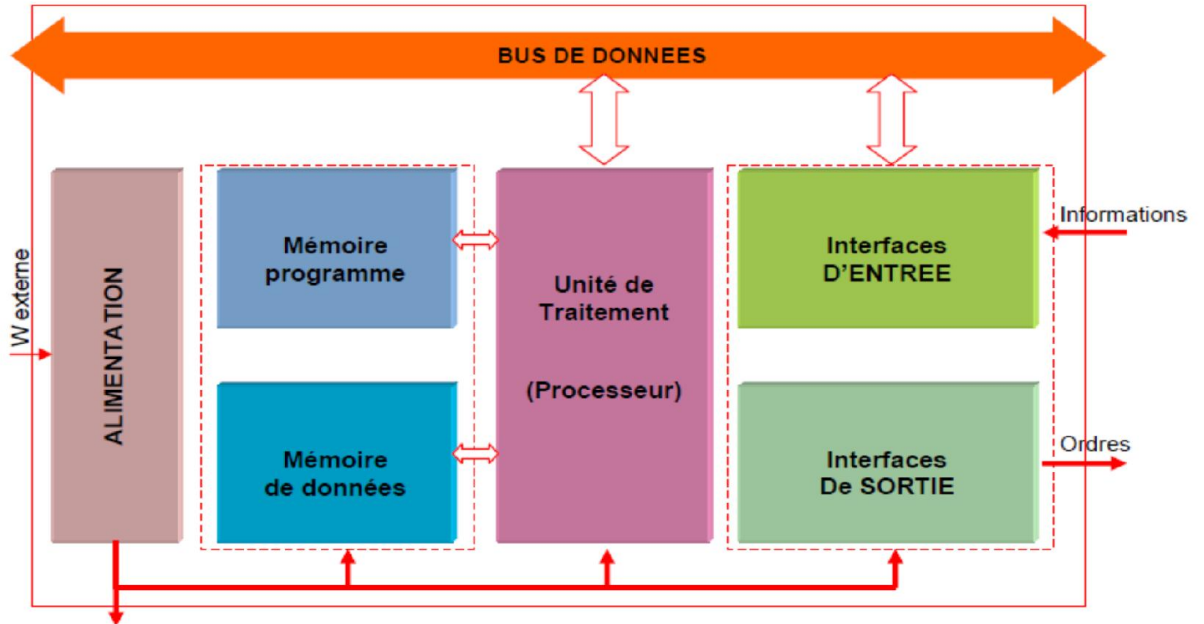 BUS DE DONNEES
W externe
ALIMENTATION
Mémoire
programme
Mémoire
de données
Unité de
Traitement
(Processeur)
Interfaces
D'ENTREE
Interfaces
De SORTIE
Informations
Ordres